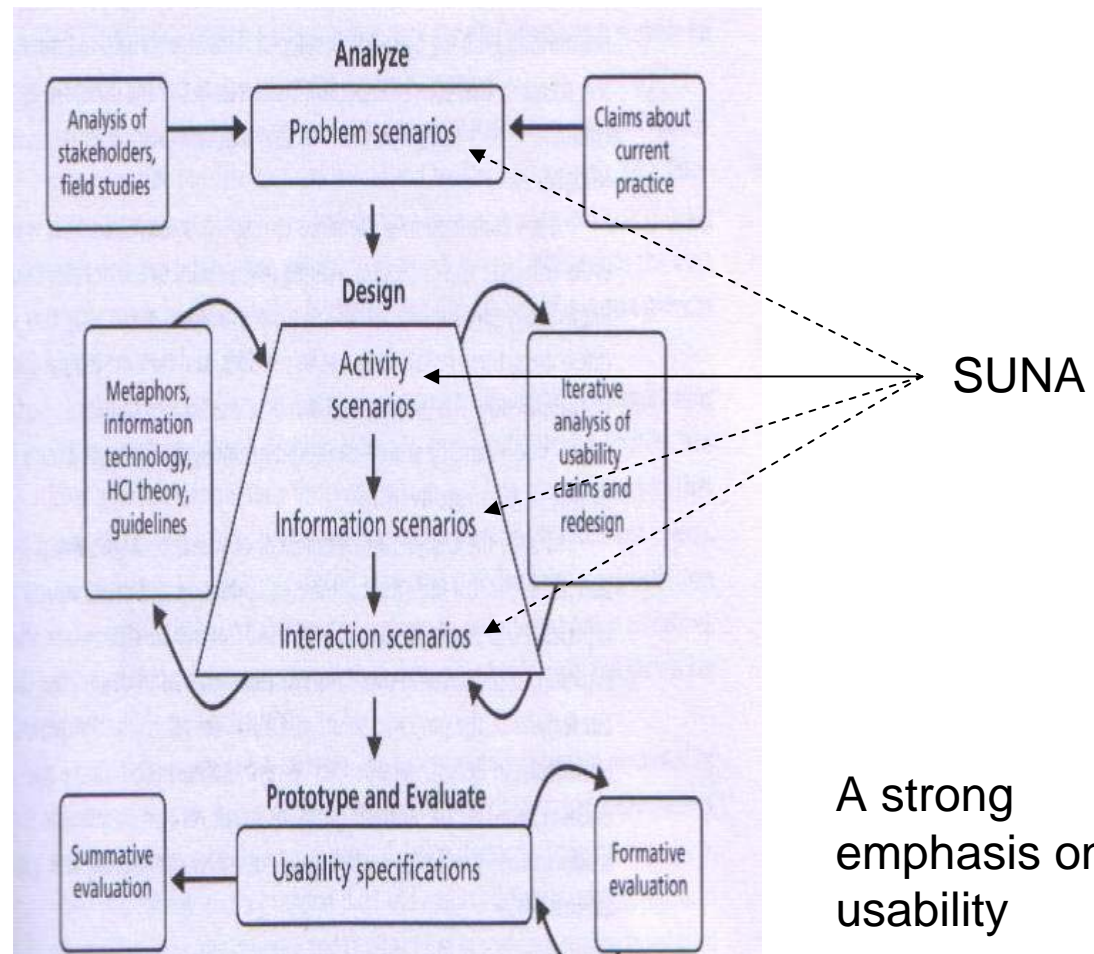 Analyze
Analysis of
stakeholders,
field studies
Problem scenarios
Claims about
current
practice
Design
Metaphors,
information
technology,
HCI theory,
guidelines
Activity
scenarios
Information scenarios
Interaction scenarios
Iterative
analysis of
usability
claims and
redesign
SUNA
Prototype and Evaluate
Summative
evaluation
Usability specifications
Formative
evaluation
A strong
emphasis on
usability